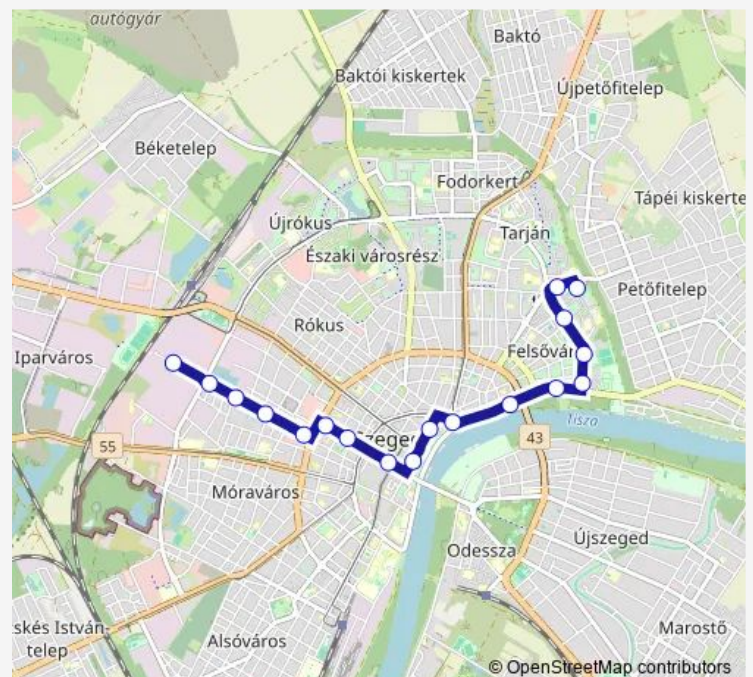 autógyár
Baktó
Baktói kiskertek
Újpetőfitelep
Béketelep
Fodorkert
Tápéi kiskerte
Újrókus
Tarján
Északi városrész
Petőfitelep
Rókus
Iparváros
Felsővár
Szeged
Tisza
55
43
Móraváros
Odessza
Újszeged
skés István-
telep
Alsóváros
Marostő
© OpenStreetMap contributors